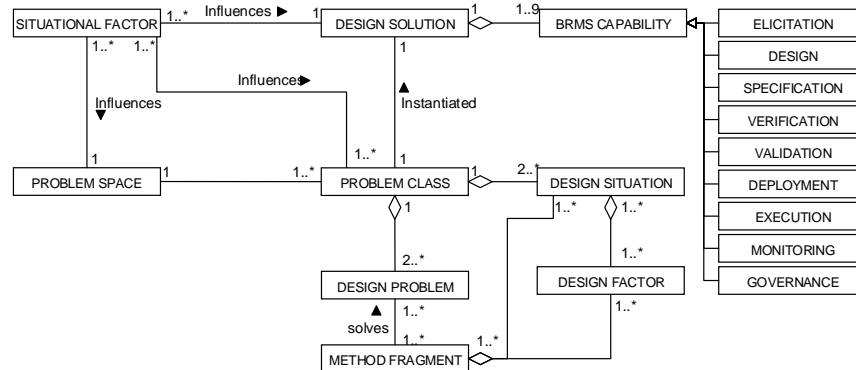 SITUATIONAL FACTOR
1..*
Influences ►
1
DESIGN SOLUTION
1
1..9
BRMS CAPABILITY
ELICITATION
1..*
1..*
1
DESIGN
Influences►
SPECIFICATION
Influences
▼
▲
Instantiated
VERIFICATION
VALIDATION
1
1..*
1
PROBLEM SPACE
1
1..*
PROBLEM CLASS
1
2..*
DESIGN SITUATION
DEPLOYMENT
1
1..*
1..*
EXECUTION
MONITORING
2..*
1..*
DESIGN PROBLEM
DESIGN FACTOR
GOVERNANCE
▲
solves
1..*
1..*
1..*
1..*
METHOD FRAGMENT